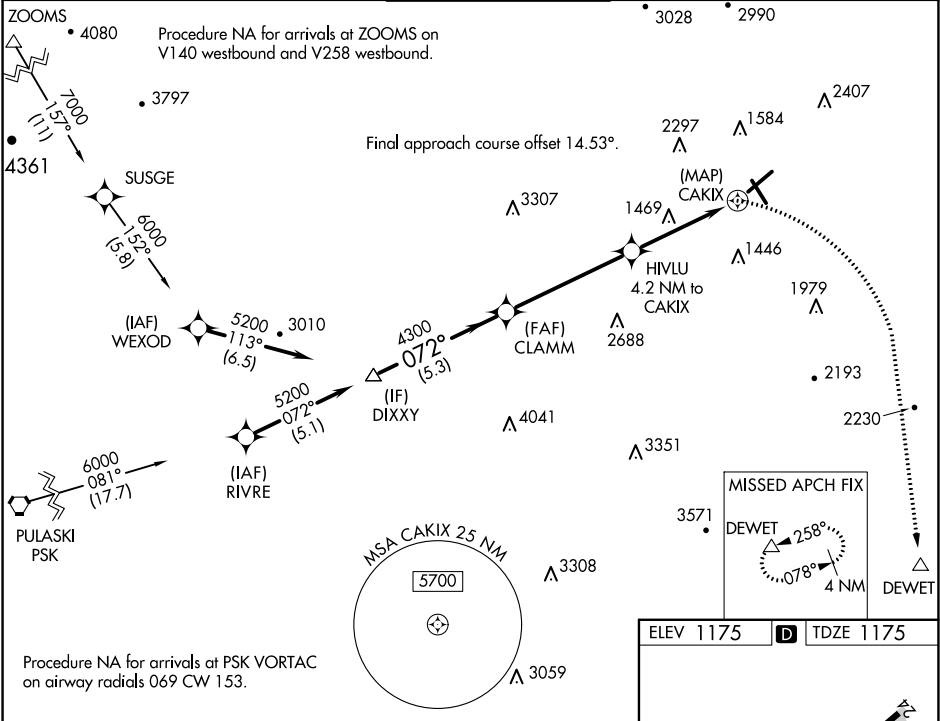 ZOOMS
4080
Procedure NA for arrivals at ZOOMS on
V140 westbound and V258 westbound.
3028
2990
7000
157°
(11)
3797
2407
4361
Final approach course offset 14.53°.
2297
1584
SUSGE
(MAP)
CAKIX
6000
152°
(5.8)
3307
1469
HIVLU
4.2 NM to
CAKIX
1446
1979
(IAF)
WEXOD
5200
113°
(6.5)
3010
4300
072°
(5.3)
(FAF)
CLAMM
2688
(IF)
DIXXY
2193
5200
072°
(5.1)
2230
4041
(IAF)
RIVRE
3351
6000
081°
(17.7)
PULASKI
PSK
MISSED APCH FIX
DEWET
258°
078°
4 NM
3571
DEWET
MSA CAKIX 25 NM
5700
3308
3059
Procedure NA for arrivals at PSK VORTAC
on airway radials 069 CW 153.
ELEV 1175
D
TDZE 1175
24